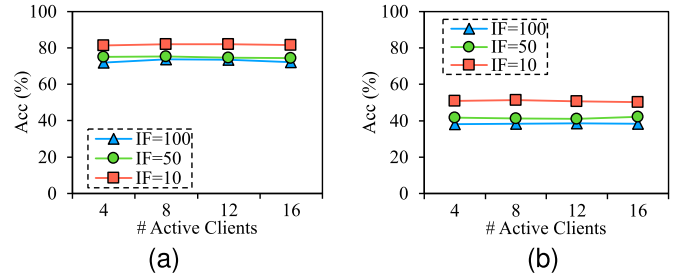 100
80
60
40
20
0
Acc (%)
IF=100
IF=50
IF=10
4 8 12 16
# Active Clients
(a)
100
80
60
40
20
0
Acc (%)
IF=100
IF=50
IF=10
4 8 12 16
# Active Clients
(b)